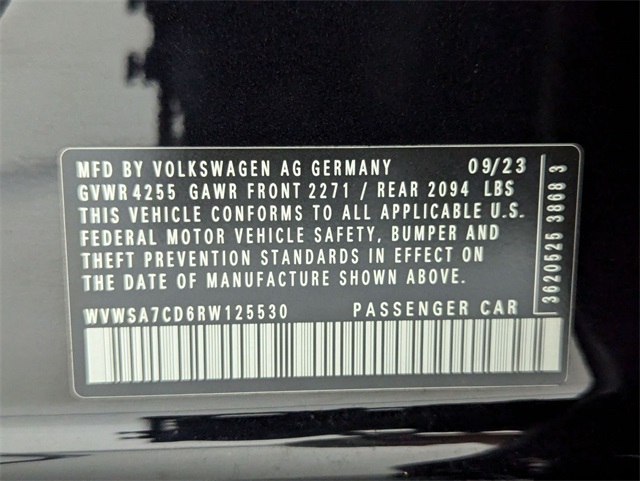 MFD BY VOLKSWAGEN AG GERMANY 09/23
GVWR 4255 GAWR FRONT 2271 / REAR 2094 LBS
THIS VEHICLE CONFORMS TO ALL APPLICABLE U.S.
FEDERAL MOTOR VEHICLE SAFETY, BUMPER AND
THEFT PREVENTION STANDARDS IN EFFECT ON
THE DATE OF MANUFACTURE SHOWN ABOVE.
WVWSA7CD6RW125530 PASSENGER CAR
3620525 3868 3